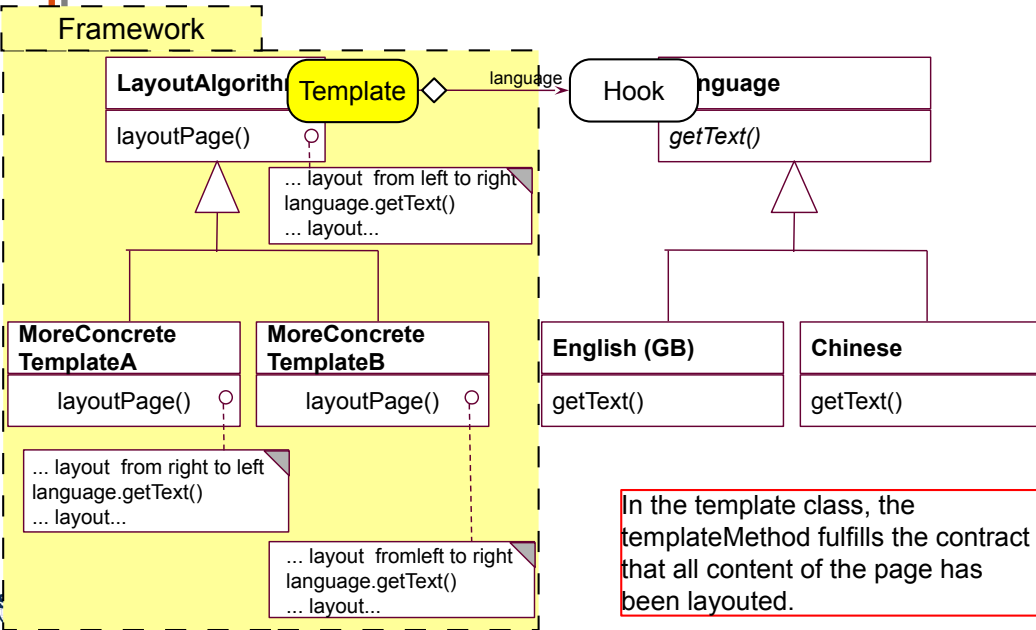 Framework
LayoutAlgorith
Template
language
Hook
nguage
layoutPage()
getText()
... layout from left to right
language.getText()
... layout...
MoreConcrete
TemplateA
layoutPage()
MoreConcrete
TemplateB
layoutPage()
English (GB)
getText()
Chinese
getText()
... layout from right to left
language.getText()
... layout...
... layout fromleft to right
language.getText()
... layout...
In the template class, the
templateMethod fulfills the contract
that all content of the page has
been layouted.